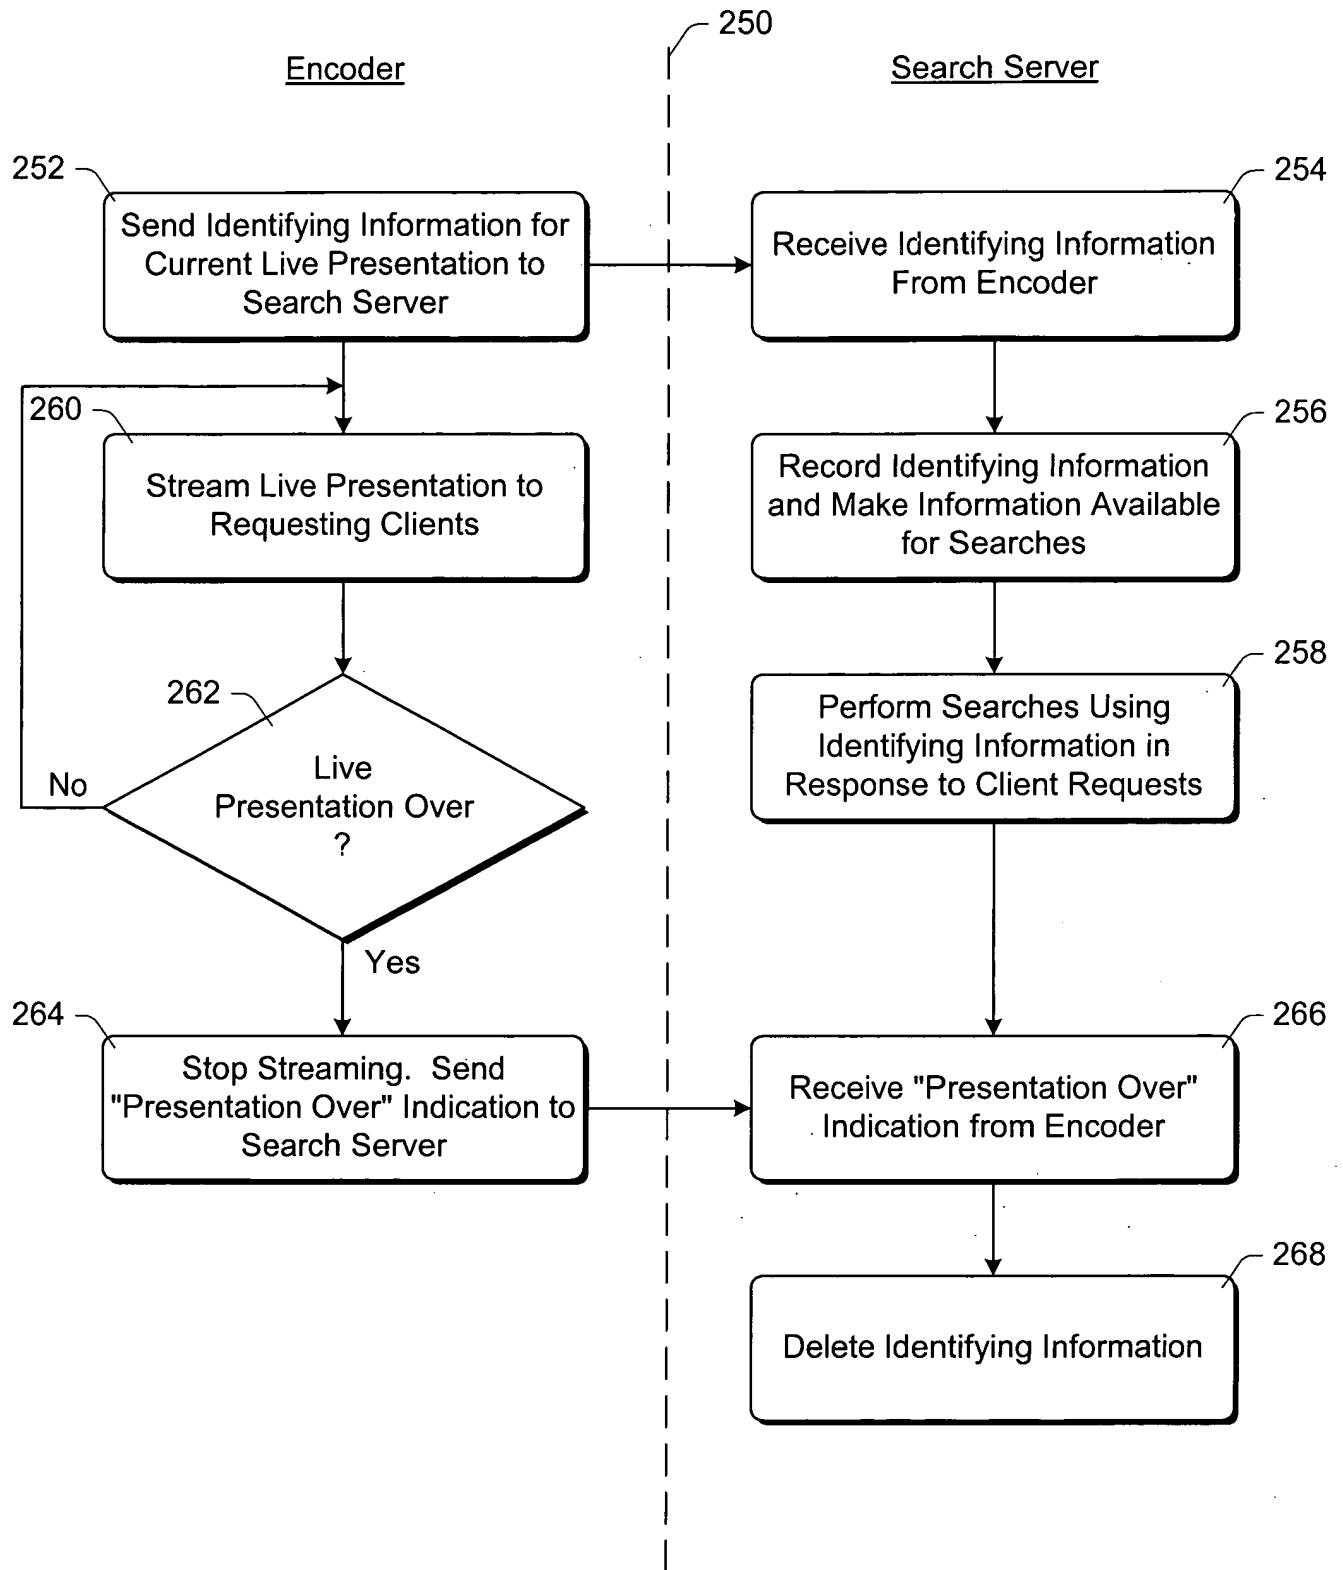 250
Encoder
Search Server
252
Send Identifying Information for
Current Live Presentation to
Search Server
254
Receive Identifying Information
From Encoder
260
Stream Live Presentation to
Requesting Clients
256
Record Identifying Information
and Make Information Available
for Searches
262
Live
Presentation Over
?
No
Yes
258
Perform Searches Using
Identifying Information in
Response to Client Requests
264
Stop Streaming. Send
"Presentation Over" Indication to
Search Server
266
Receive "Presentation Over"
Indication from Encoder
268
Delete Identifying Information